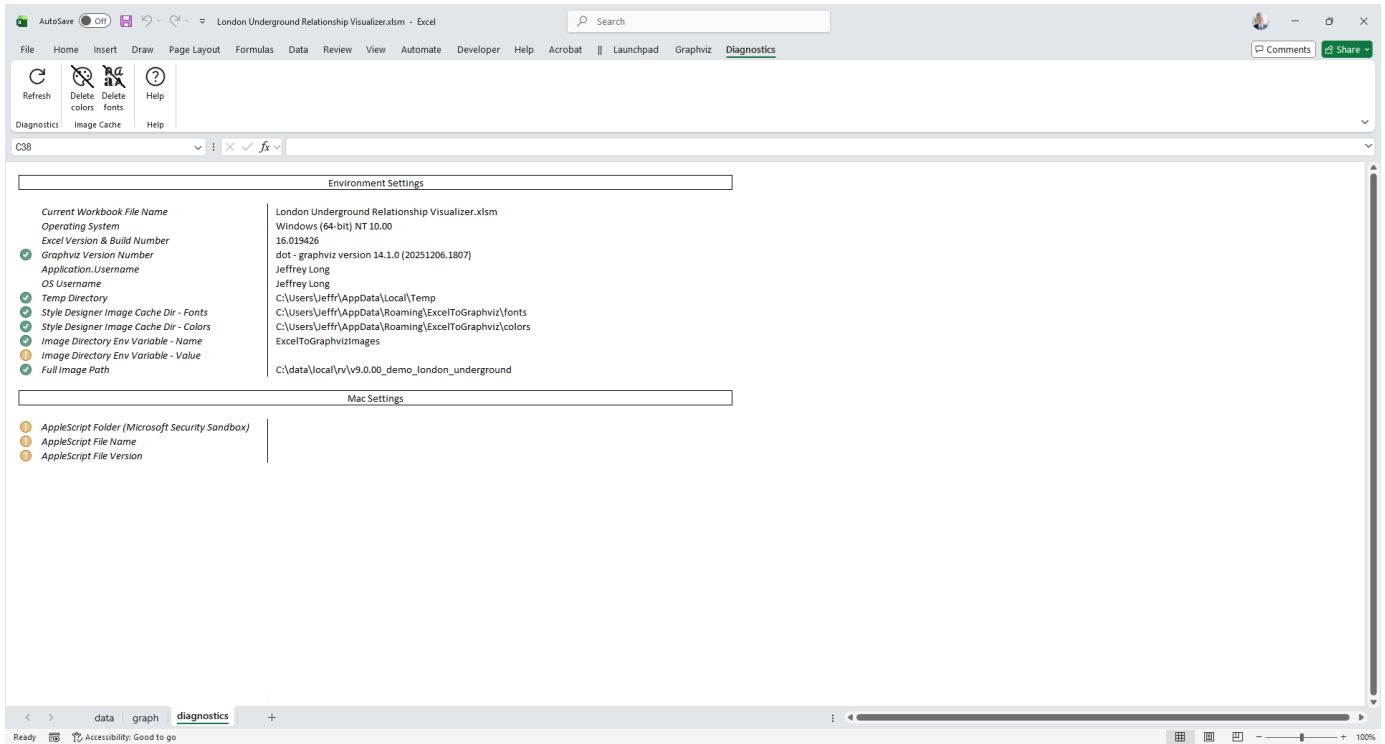 AutoSave Off London Underground Relationship Visualizer.xlsm - Excel Search
File Home Insert Draw Page Layout Formulas Data Review View Automate Developer Help Acrobat || Launchpad Graphviz Diagnostics Comments Share
Refresh Delete colors Delete fonts Help
Diagnostics Image Cache Help
C38 fx
Environment Settings
Current Workbook File Name London Underground Relationship Visualizer.xlsm
Operating System Windows (64-bit) NT 10.00
Excel Version & Build Number 16.019426
Graphviz Version Number dot - graphviz version 14.1.0 (20251206.1807)
Application.Username Jeffrey Long
OS Username Jeffrey Long
Temp Directory C:\Users\Jeffr\AppData\Local\Temp
Style Designer Image Cache Dir - Fonts C:\Users\Jeffr\AppData\Roaming\ExcelToGraphviz\fonts
Style Designer Image Cache Dir - Colors C:\Users\Jeffr\AppData\Roaming\ExcelToGraphviz\colors
Image Directory Env Variable - Name ExcelToGraphvizImages
Image Directory Env Variable - Value
Full Image Path C:\data\local\rv\v9.0.00_demo_london_underground
Mac Settings
AppleScript Folder (Microsoft Security Sandbox)
AppleScript File Name
AppleScript File Version
data graph diagnostics
Ready Accessibility: Good to go 100%